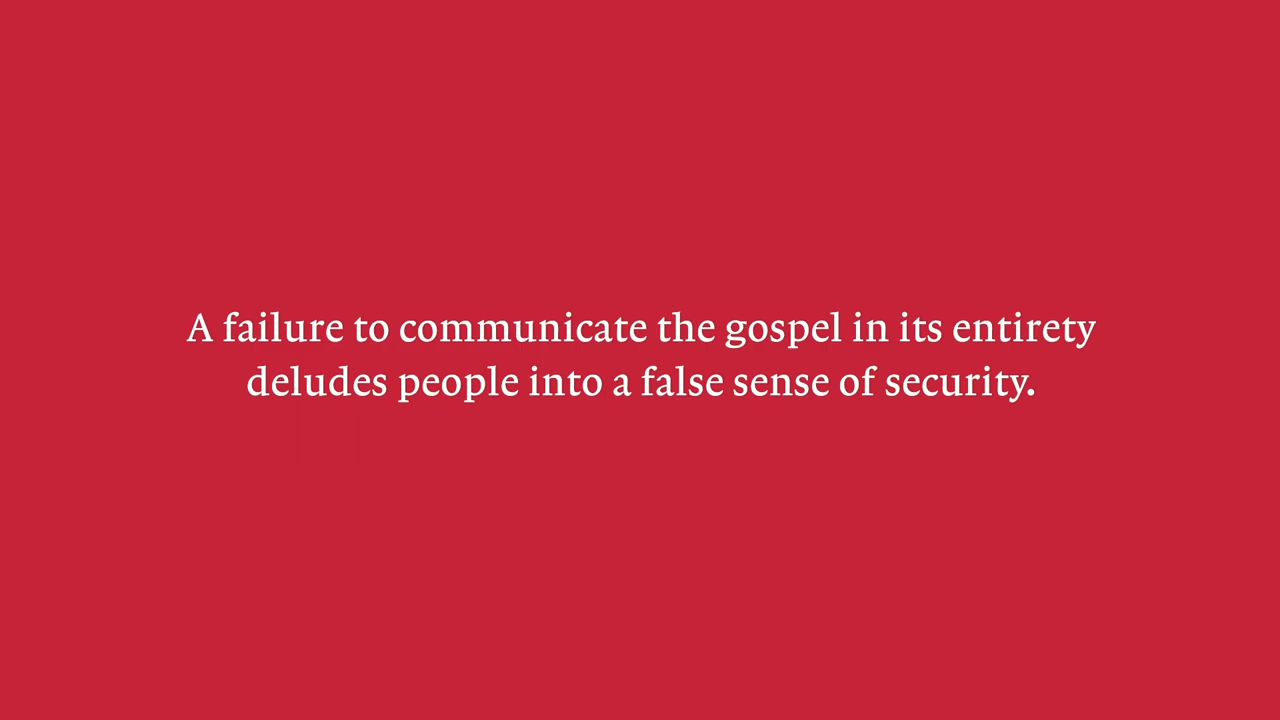 A failure to communicate the gospel in its entirety
deludes people into a false sense of security.